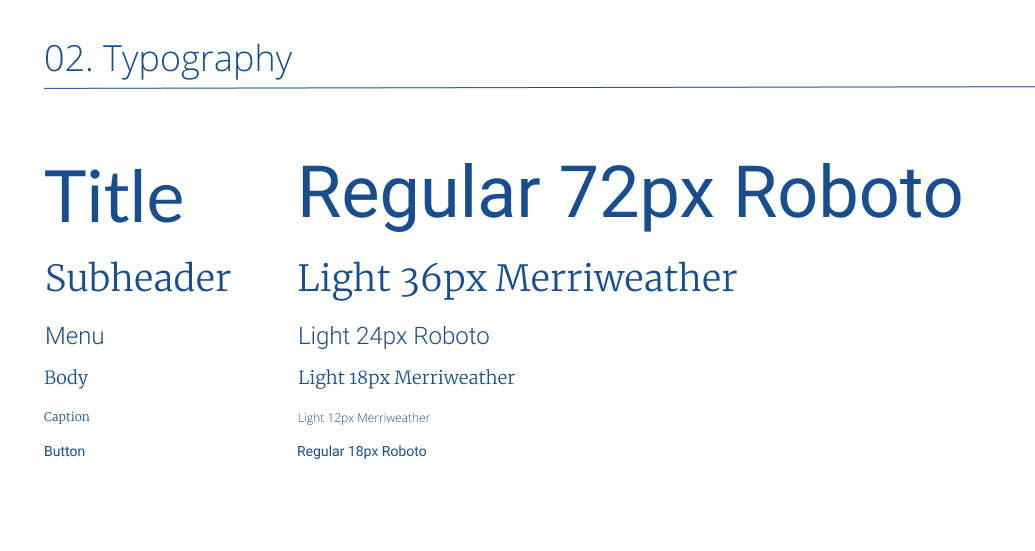 02. Typography
Title Regular 72px Roboto
Subheader Light 36px Merriweather
Menu Light 24px Roboto
Body Light 18px Merriweather
Caption Light 12px Merriweather
Button Regular 18px Roboto